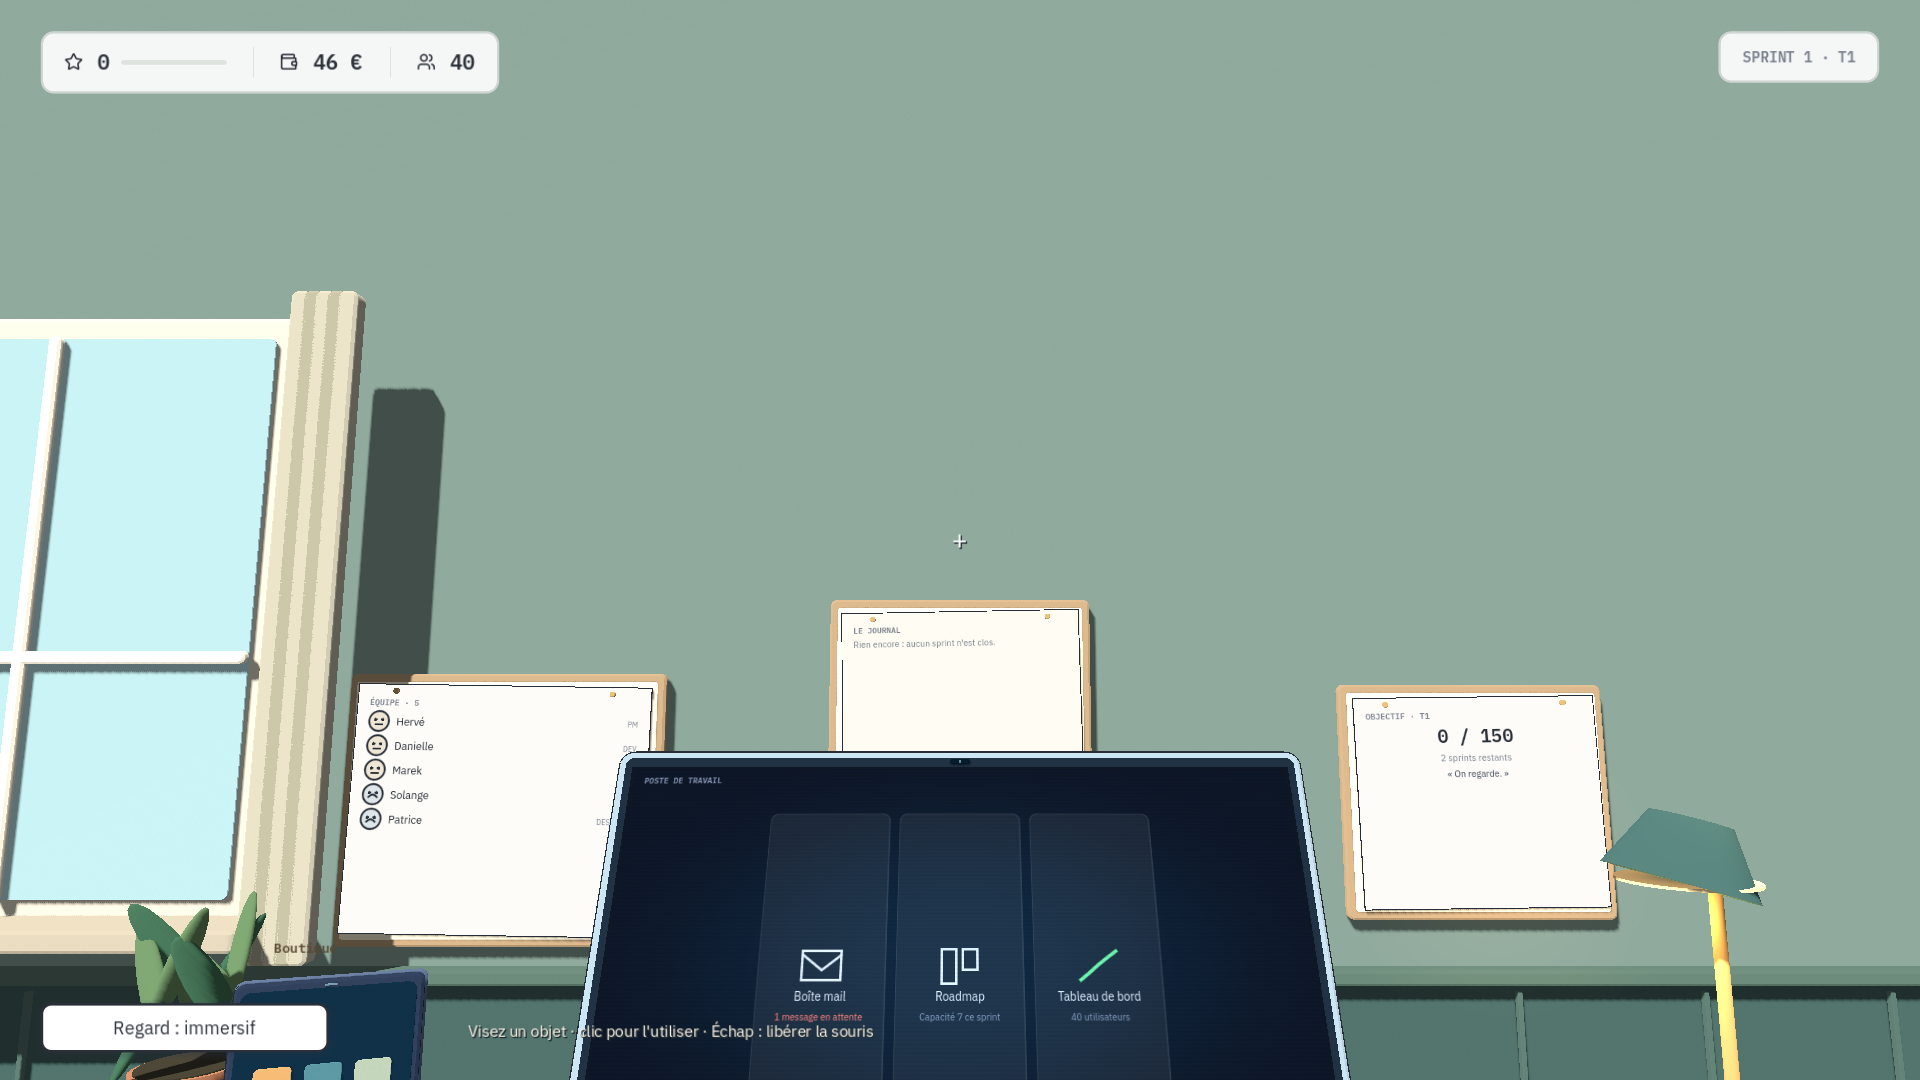 0
46 €
40
SPRINT 1 · T1
LE JOURNAL
Rien encore : aucun sprint n'est clos.
ÉQUIPE · 5
Hervé
PM
Danielle
DEV
Marek
Solange
Patrice
DES
OBJECTIF · T1
0 / 150
2 sprints restants
« On regarde. »
POSTE DE TRAVAIL
Boîte mail
1 message en attente
Roadmap
Capacité 7 ce sprint
Tableau de bord
40 utilisateurs
Boutique
Regard : immersif
Visez un objet · clic pour l'utiliser · Échap : libérer la souris